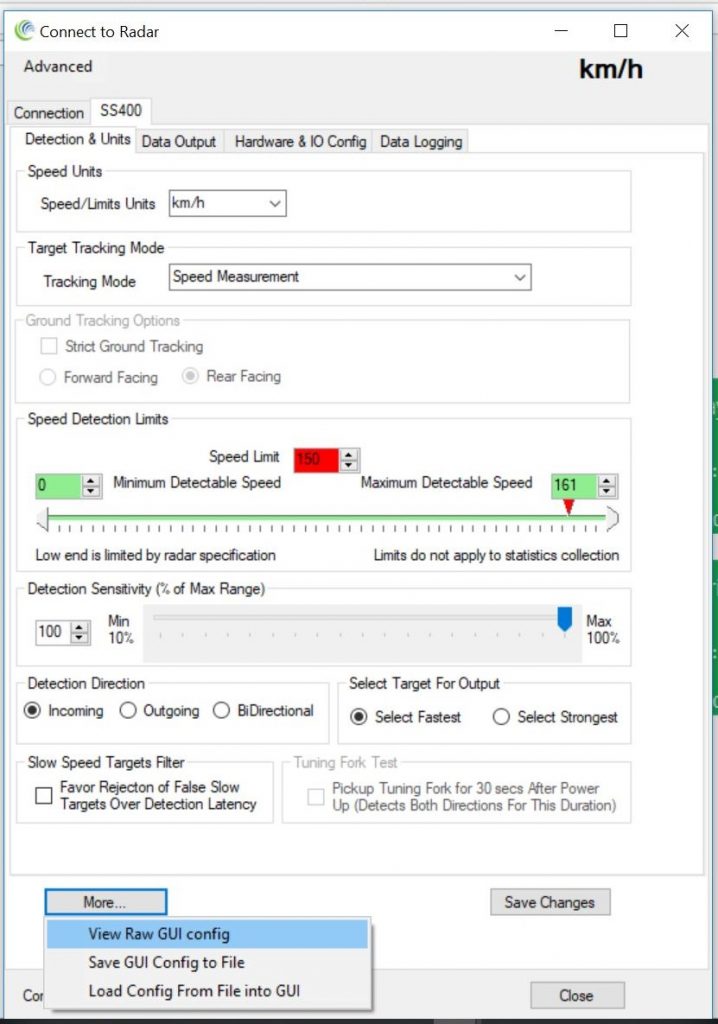 Connect to Radar
Advanced
km/h
Connection SS400
Detection & Units Data Output Hardware & IO Config Data Logging
Speed Units
Speed/Limits Units km/h
Target Tracking Mode
Tracking Mode Speed Measurement
Ground Tracking Options
Strict Ground Tracking
Forward Facing Rear Facing
Speed Detection Limits
Speed Limit 150
0 Minimum Detectable Speed Maximum Detectable Speed 161
Low end is limited by radar specification Limits do not apply to statistics collection
Detection Sensitivity (% of Max Range)
100 Min
10% Max
100%
Detection Direction
Incoming Outgoing BiDirectional
Select Target For Output
Select Fastest Select Strongest
Slow Speed Targets Filter
Favor Rejecton of False Slow
Targets Over Detection Latency
Tuning Fork Test
Pickup Tuning Fork for 30 secs After Power
Up (Detects Both Directions For This Duration)
More... Save Changes
View Raw GUI config
Save GUI Config to File
Load Config From File into GUI
Close